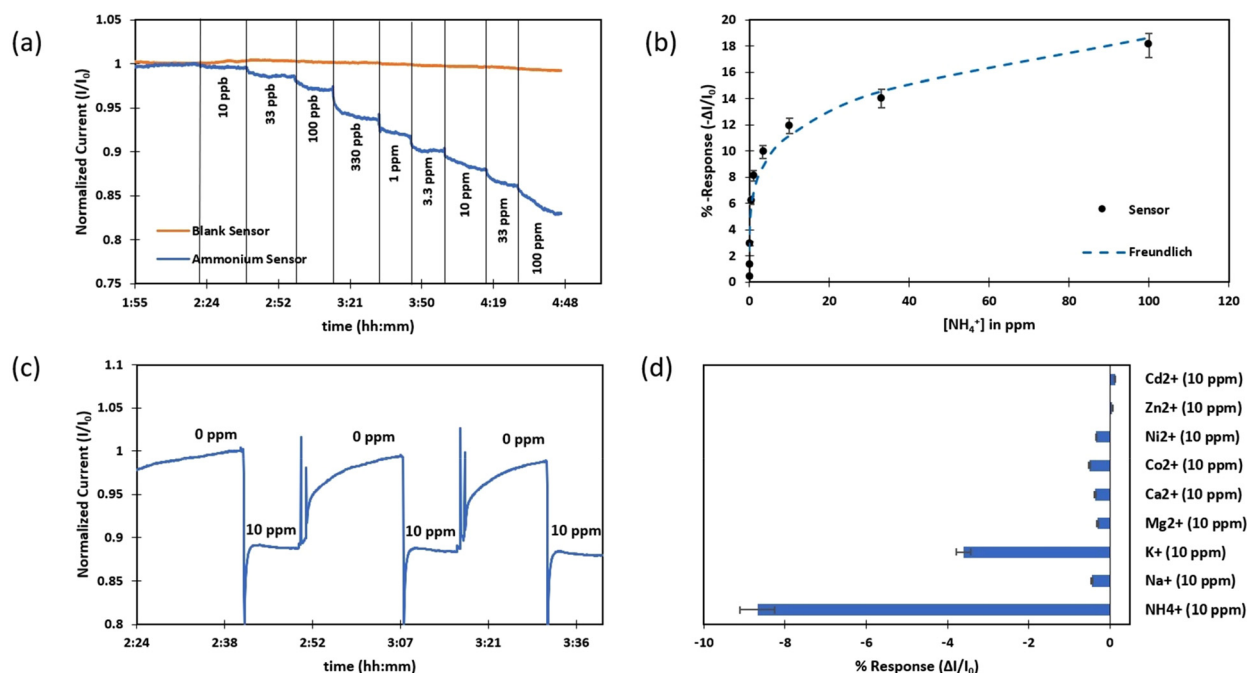 (a)
Normalized Current (I/I₀)
1.05
1
0.95
0.9
0.85
0.8
0.75
10 ppb
33 ppb
100 ppb
330 ppb
1 ppm
3.3 ppm
10 ppm
33 ppm
100 ppm
Blank Sensor
Ammonium Sensor
1:55 2:24 2:52 3:21 3:50 4:19 4:48
time (hh:mm)
(b)
% -Response (-ΔI/I₀)
20
18
16
14
12
10
8
6
4
2
0
Sensor
Freundlich
0 20 40 60 80 100 120
[NH₄⁺] in ppm
(c)
Normalized Current (I/I₀)
1.1
1.05
1
0.95
0.9
0.85
0.8
0 ppm 0 ppm 0 ppm
10 ppm 10 ppm 10 ppm
2:24 2:38 2:52 3:07 3:21 3:36
time (hh:mm)
(d)
Cd2+ (10 ppm)
Zn2+ (10 ppm)
Ni2+ (10 ppm)
Co2+ (10 ppm)
Ca2+ (10 ppm)
Mg2+ (10 ppm)
K+ (10 ppm)
Na+ (10 ppm)
NH4+ (10 ppm)
-10 -8 -6 -4 -2 0
% Response (ΔI/I₀)